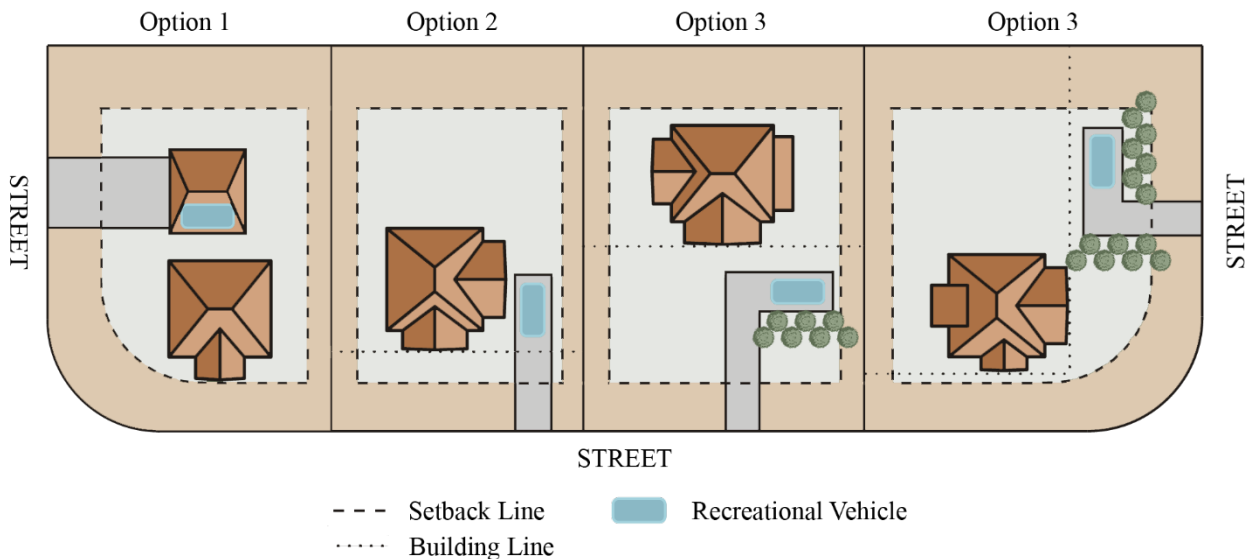 Option 1
Option 2
Option 3
Option 3
STREET
STREET
STREET
Setback Line
Recreational Vehicle
Building Line